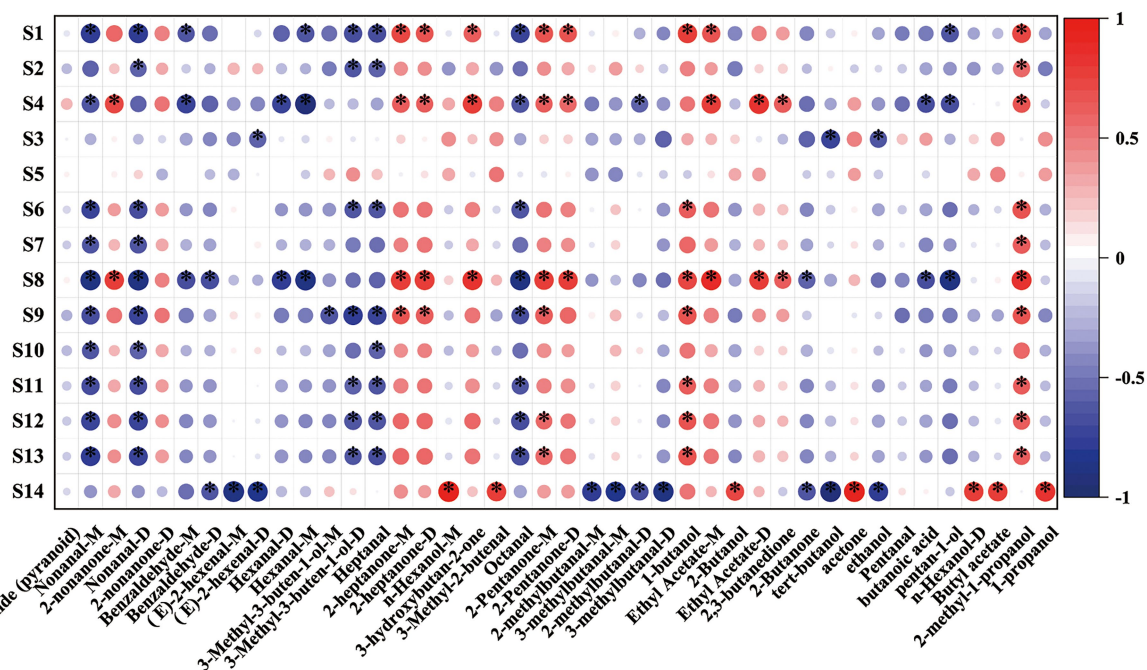 S1
S2
S4
S3
S5
S6
S7
S8
S9
S10
S11
S12
S13
S14
1
0.5
0
-0.5
-1
(pyranoid)
Nonanal-M
2-nonanone-M
Nonanal-D
2-nonanone-D
Benzaldehyde-M
Benzaldehyde-D
(E)-2-hexenal-M
(E)-2-hexenal-D
Hexanal-D
Hexanal-M
3-Methyl-3-buten-1-ol-M
3-Methyl-3-buten-1-ol-D
Heptanal
2-heptanone-M
2-heptanone-D
n-Hexanol-M
3-hydroxybutan-2-one
3-Methyl-2-butenal
Octanal
2-Pentanone-M
2-Pentanone-D
2-methylbutanal-M
3-methylbutanal-M
2-methylbutanal-D
3-methylbutanal-D
1-butanol
Ethyl Acetate-M
2-Butanol
Ethyl Acetate-D
2,3-butanedione
2-Butanone
tert-butanol
acetone
ethanol
Pentanal
butanoic acid
pentan-1-ol
n-Hexanol-D
Butyl acetate
2-methyl-1-propanol
1-propanol